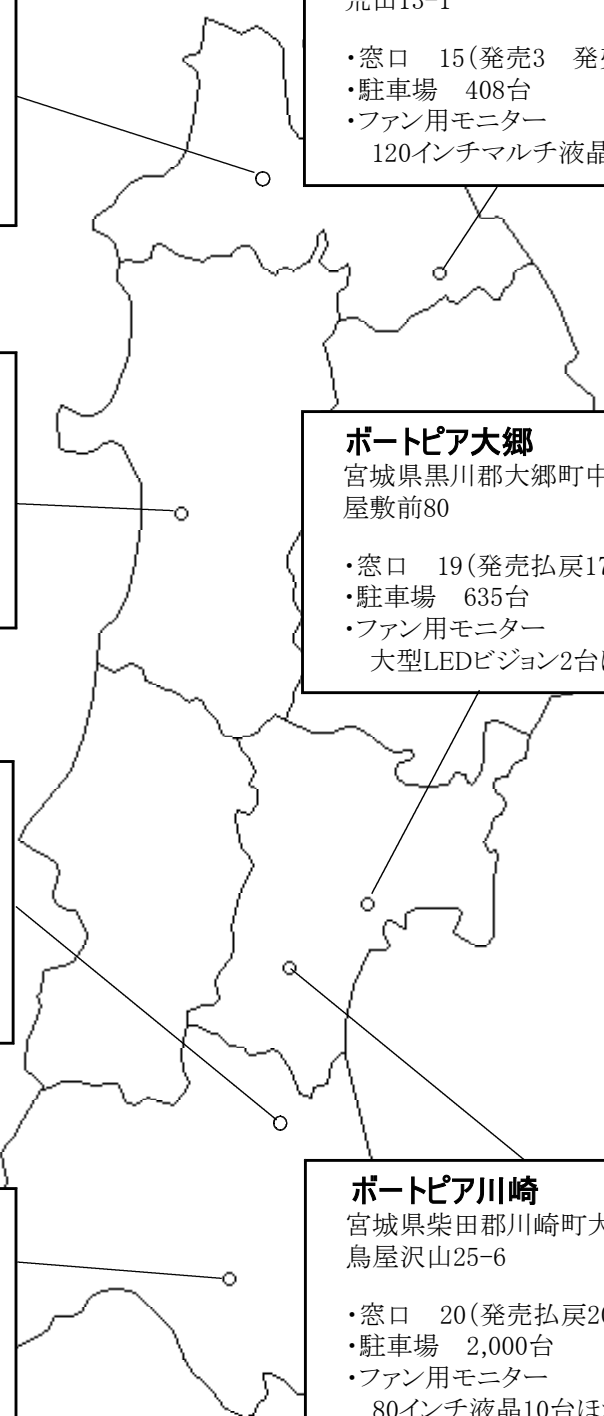 荒田13-1
・窓口　15(発売3　発
・駐車場　408台
・ファン用モニター
120インチマルチ液晶
ボートピア大郷
宮城県黒川郡大郷町中
屋敷前80
・窓口　19(発売払戻17
・駐車場　635台
・ファン用モニター
大型LEDビジョン2台
ボートピア川崎
宮城県柴田郡川崎町大
鳥屋沢山25-6
・窓口　20(発売払戻20
・駐車場　2,000台
・ファン用モニター
80インチ液晶10台ほ